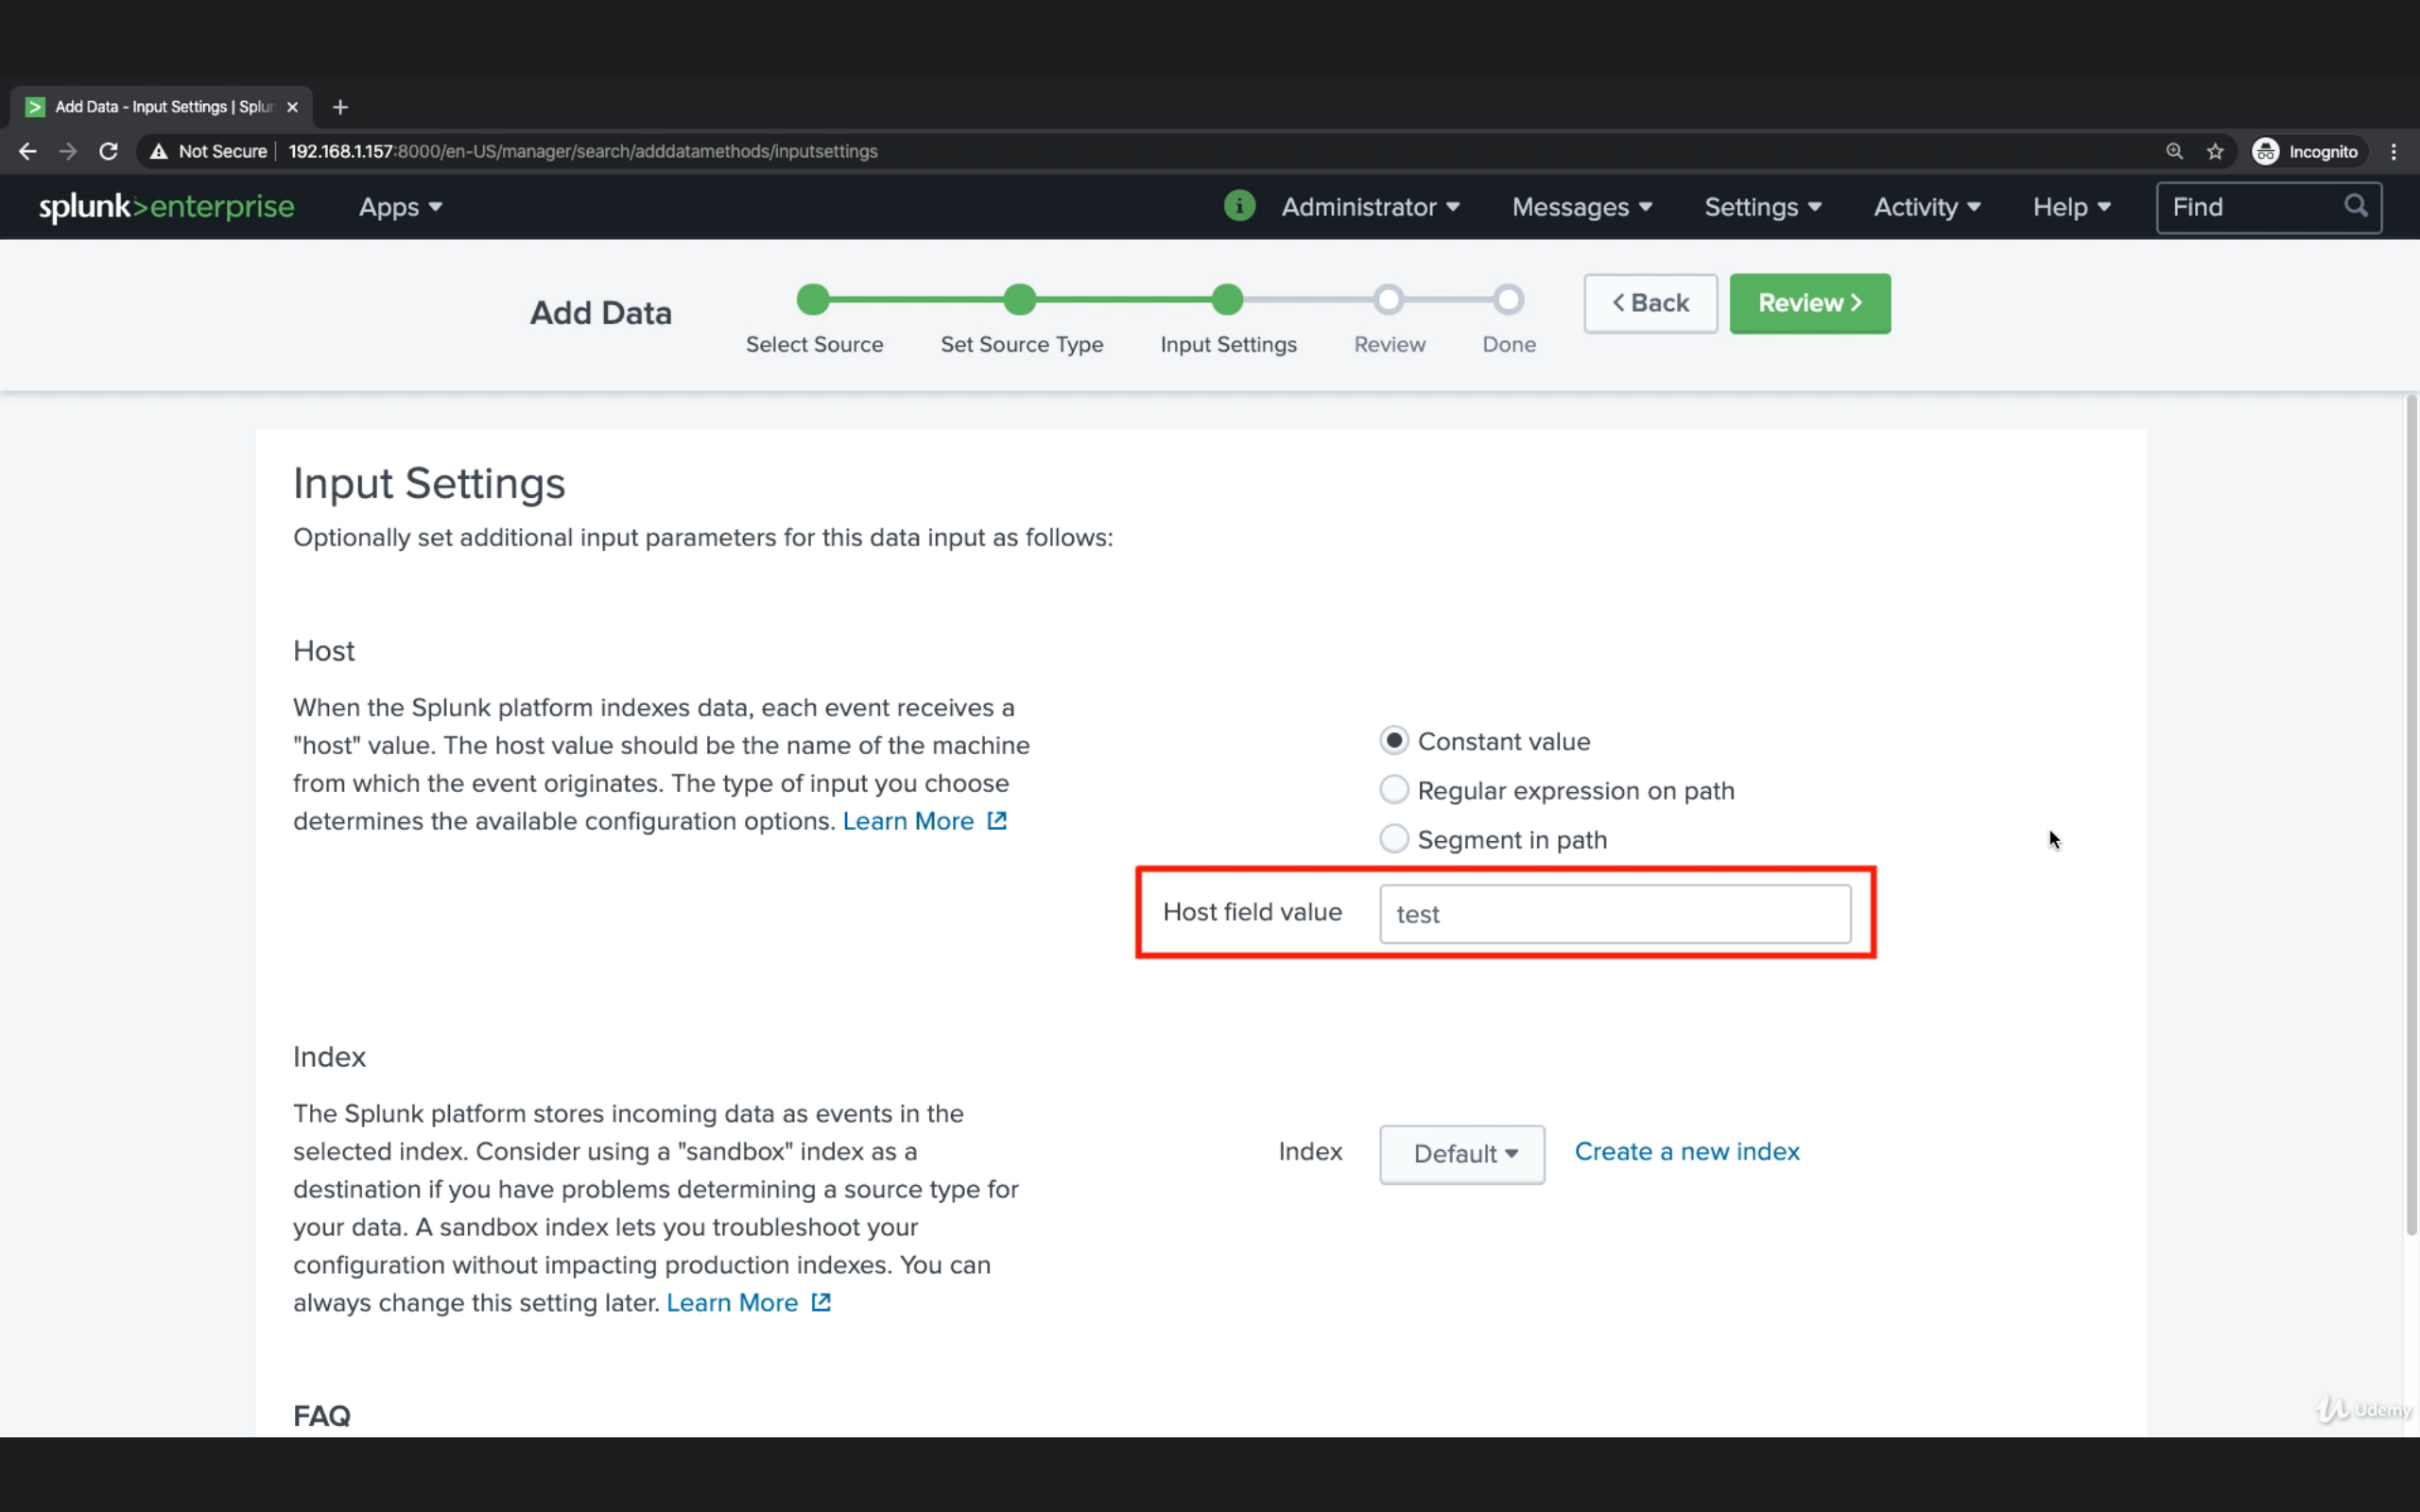 Add Data - Input Settings | Splun
Not Secure 192.168.1.157:8000/en-US/manager/search/adddatamethods/inputsettings Incognito
splunk>enterprise Apps Administrator Messages Settings Activity Help Find
Add Data
Select Source Set Source Type Input Settings Review Done
< Back
Review >
Input Settings
Optionally set additional input parameters for this data input as follows:
Host
When the Splunk platform indexes data, each event receives a
"host" value. The host value should be the name of the machine
from which the event originates. The type of input you choose
determines the available configuration options. Learn More
Constant value
Regular expression on path
Segment in path
Host field value test
Index
The Splunk platform stores incoming data as events in the
selected index. Consider using a "sandbox" index as a
destination if you have problems determining a source type for
your data. A sandbox index lets you troubleshoot your
configuration without impacting production indexes. You can
always change this setting later. Learn More
Index Default Create a new index
FAQ
Udemy